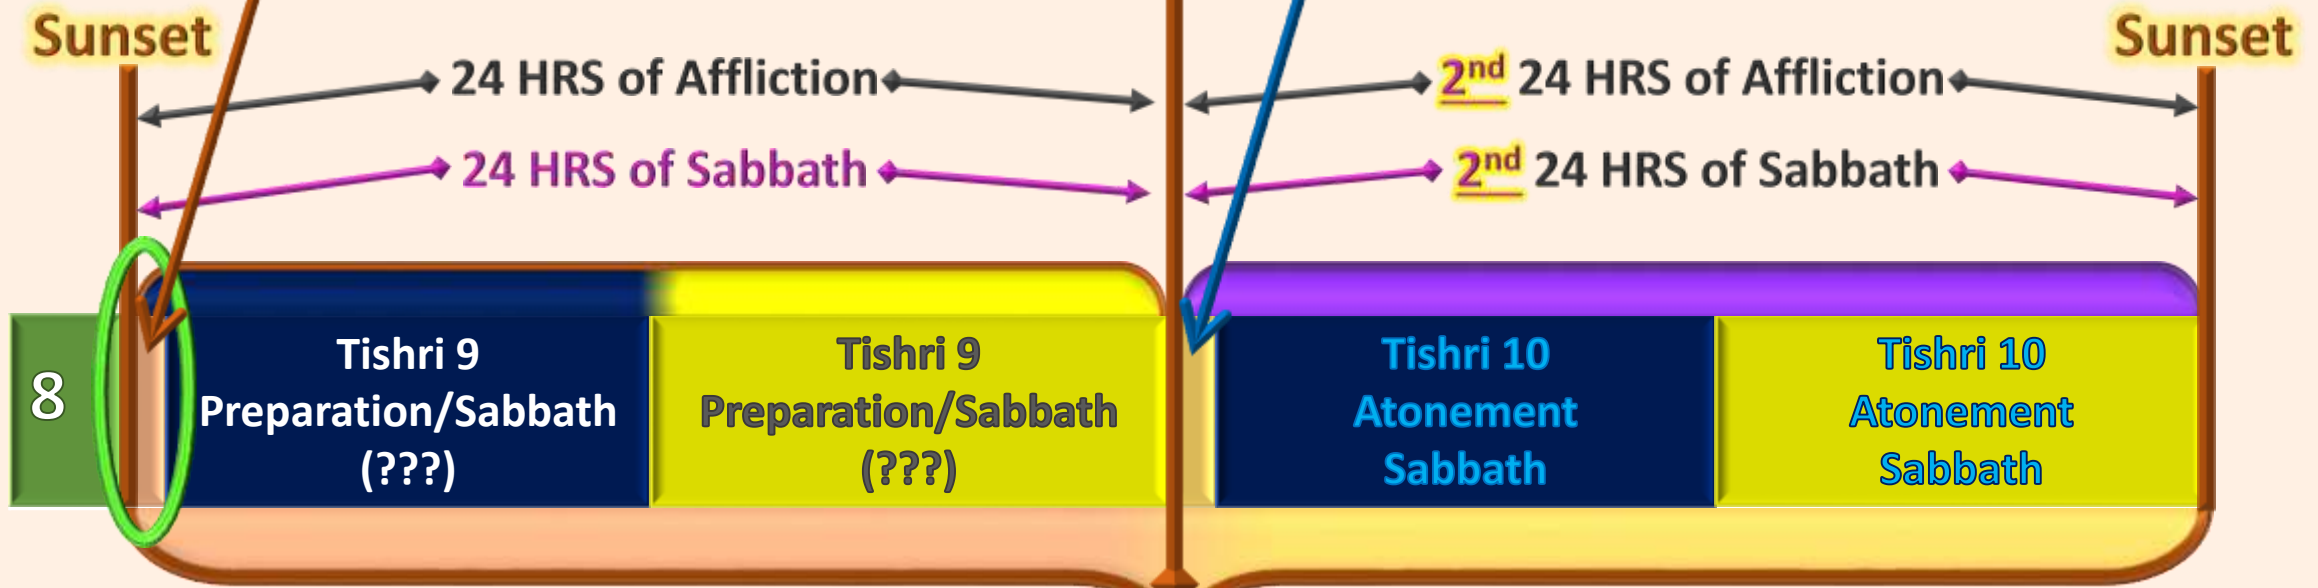 Sunset
Sunset
24 HRS of Affliction
2nd 24 HRS of Affliction
24 HRS of Sabbath
2nd 24 HRS of Sabbath
8
Tishri 9
Preparation/Sabbath
(???)
Tishri 9
Preparation/Sabbath
(???)
Tishri 10
Atonement
Sabbath
Tishri 10
Atonement
Sabbath